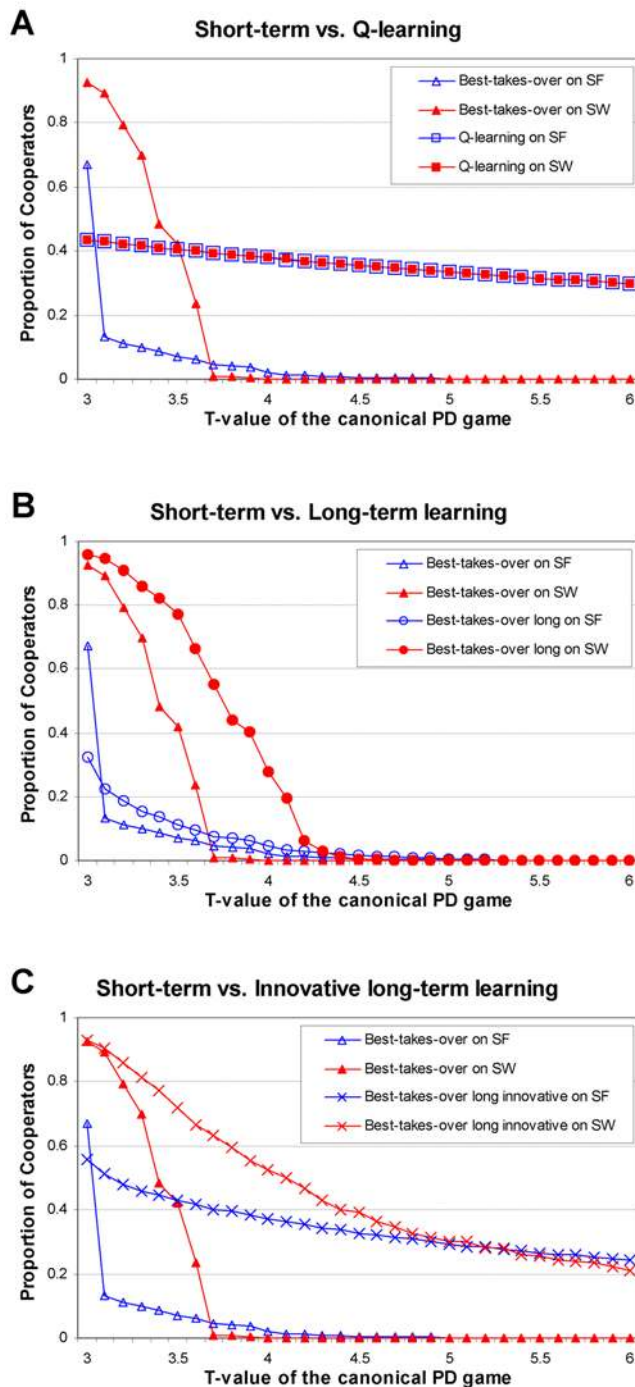 A
Short-term vs. Q-learning
Proportion of Cooperators
1
0.8
0.6
0.4
0.2
0
Best-takes-over on SF
Best-takes-over on SW
Q-learning on SF
Q-learning on SW
3
3.5
4
4.5
5
5.5
6
T-value of the canonical PD game
B
Short-term vs. Long-term learning
Proportion of Cooperators
1
0.8
0.6
0.4
0.2
0
Best-takes-over on SF
Best-takes-over on SW
Best-takes-over long on SF
Best-takes-over long on SW
3
3.5
4
4.5
5
5.5
6
T-value of the canonical PD game
C
Short-term vs. Innovative long-term learning
Proportion of Cooperators
1
0.8
0.6
0.4
0.2
0
Best-takes-over on SF
Best-takes-over on SW
Best-takes-over long innovative on SF
Best-takes-over long innovative on SW
3
3.5
4
4.5
5
5.5
6
T-value of the canonical PD game